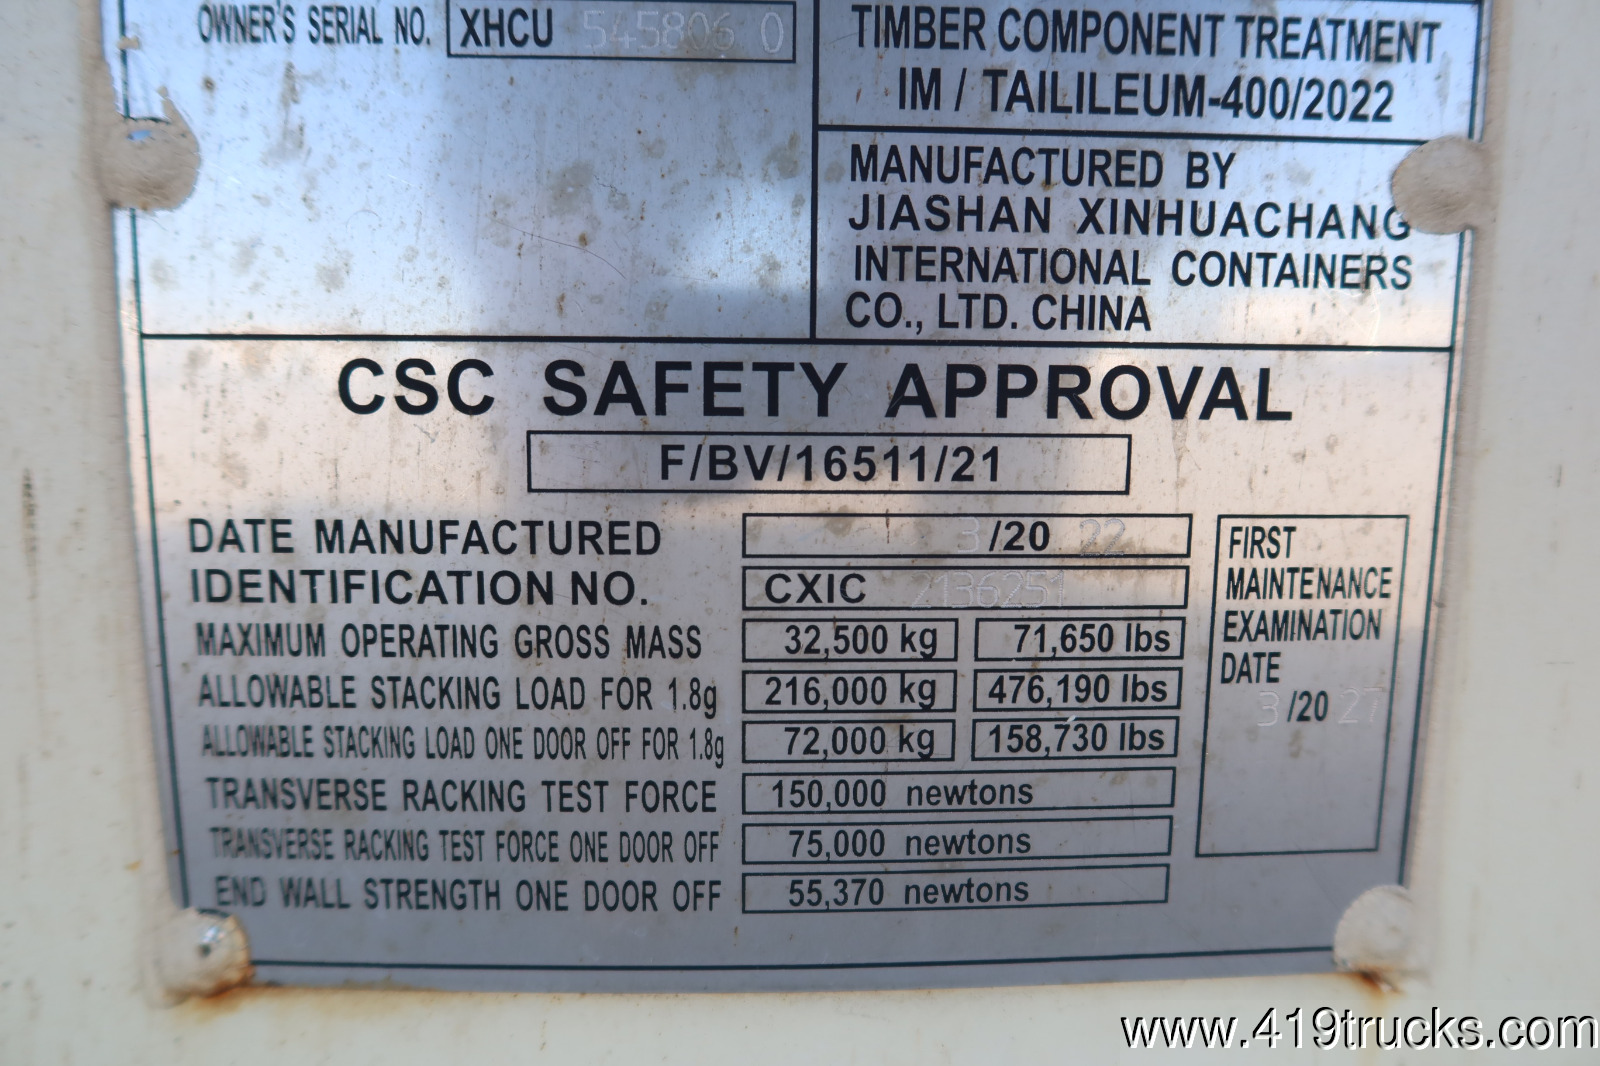 OWNER'S SERIAL NO. XHCU 545806 0
TIMBER COMPONENT TREATMENT
IM / TAILILEUM-400/2022
MANUFACTURED BY
JIASHAN XINHUACHANG
INTERNATIONAL CONTAINERS
CO., LTD. CHINA
CSC SAFETY APPROVAL
F/BV/16511/21
DATE MANUFACTURED 3 /20 22
IDENTIFICATION NO. CXIC 2136251
MAXIMUM OPERATING GROSS MASS 32,500 kg 71,650 lbs
ALLOWABLE STACKING LOAD FOR 1.8g 216,000 kg 476,190 lbs
ALLOWABLE STACKING LOAD ONE DOOR OFF FOR 1.8g 72,000 kg 158,730 lbs
TRANSVERSE RACKING TEST FORCE 150,000 newtons
TRANSVERSE RACKING TEST FORCE ONE DOOR OFF 75,000 newtons
END WALL STRENGTH ONE DOOR OFF 55,370 newtons
FIRST
MAINTENANCE
EXAMINATION
DATE
3 /20 27
www.419trucks.com